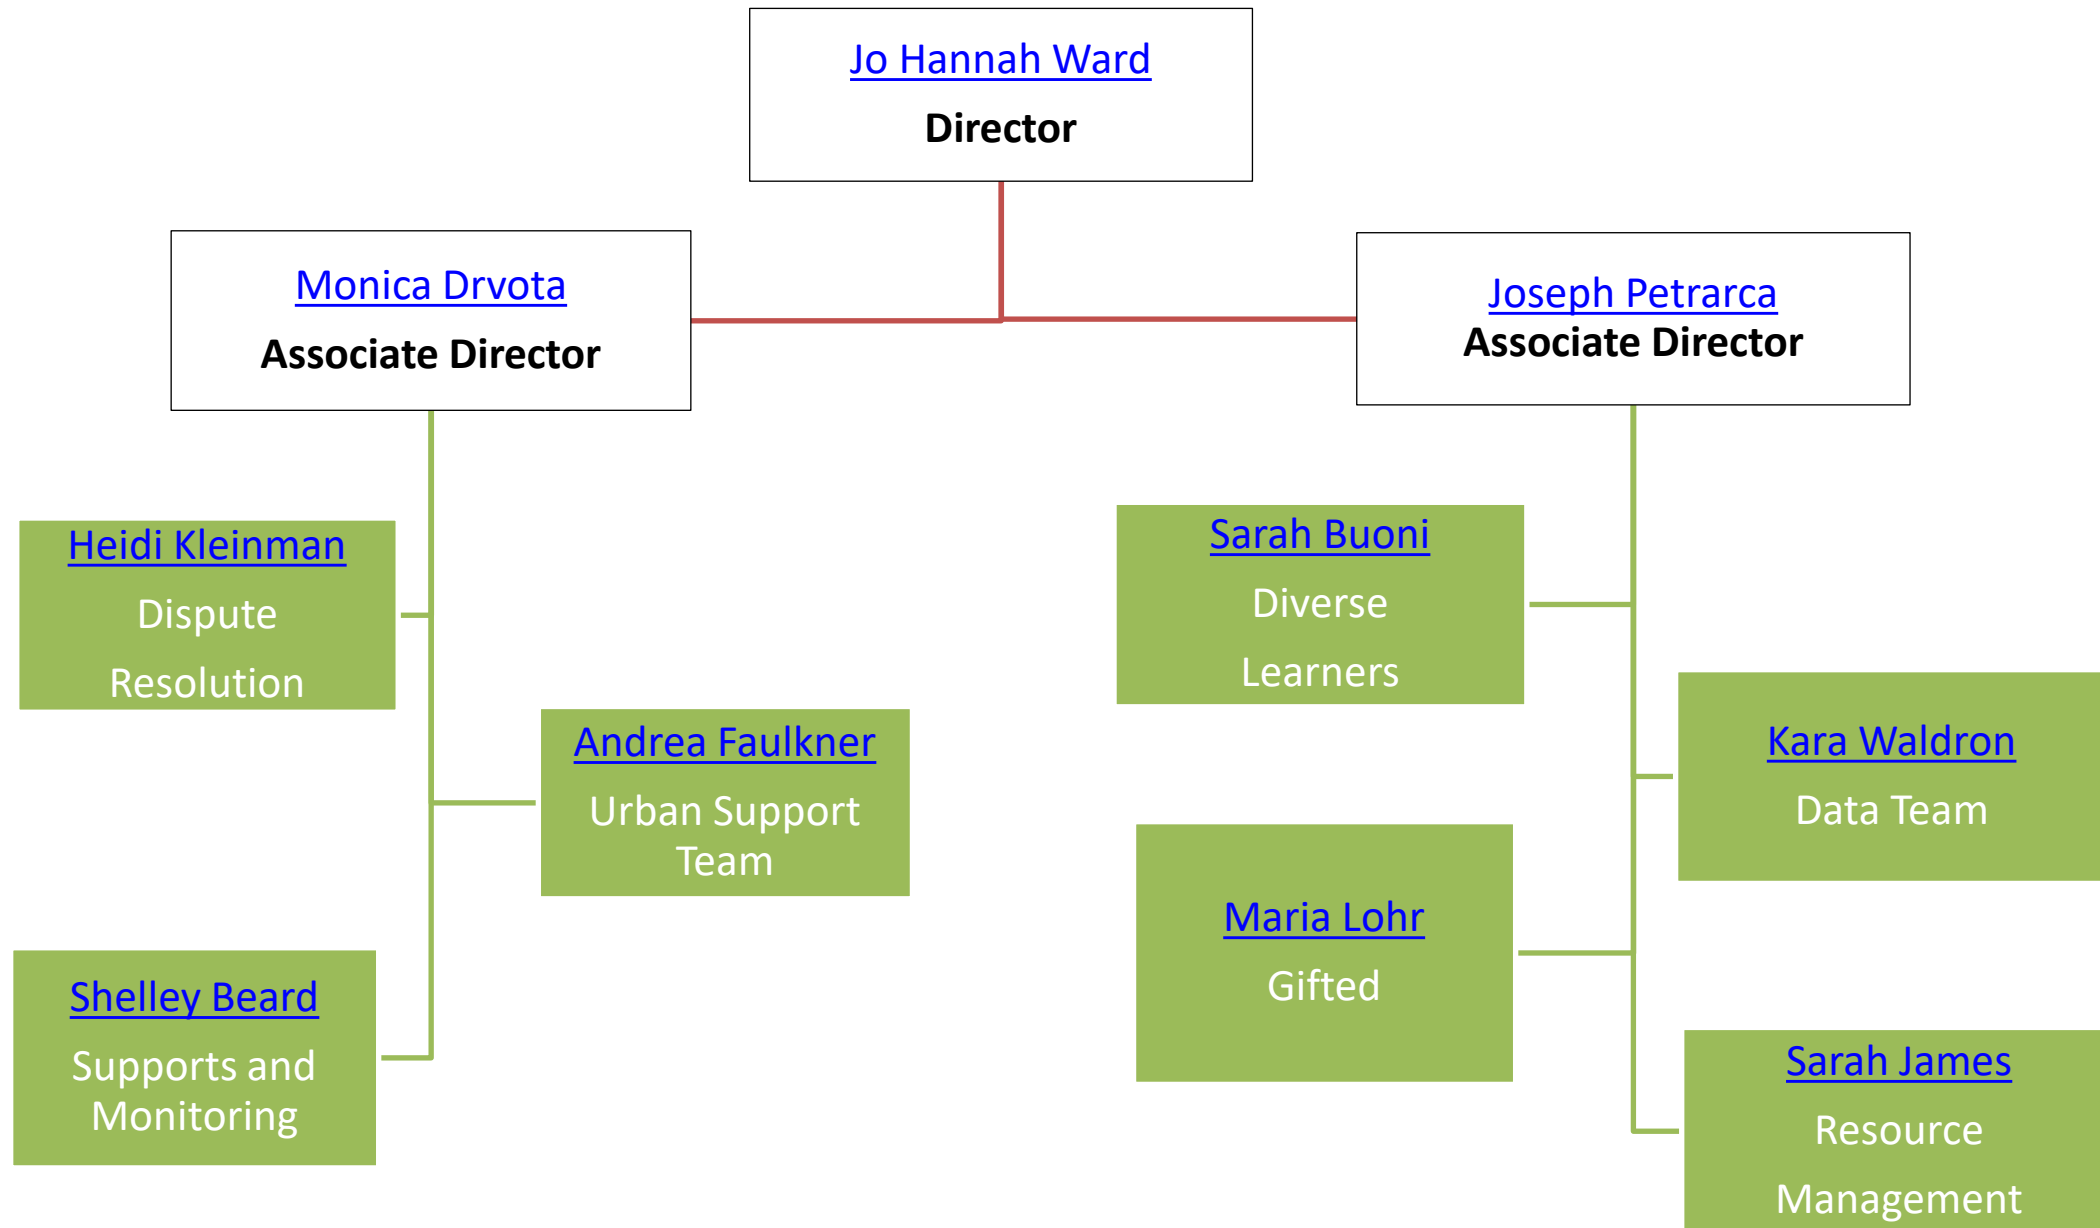 Jo Hannah Ward
Director
Monica Drvota
Associate Director
Joseph Petrarca
Associate Director
Heidi Kleinman
Dispute
Resolution
Andrea Faulkner
Urban Support
Team
Shelley Beard
Supports and
Monitoring
Sarah Buoni
Diverse
Learners
Kara Waldron
Data Team
Maria Lohr
Gifted
Sarah James
Resource
Management